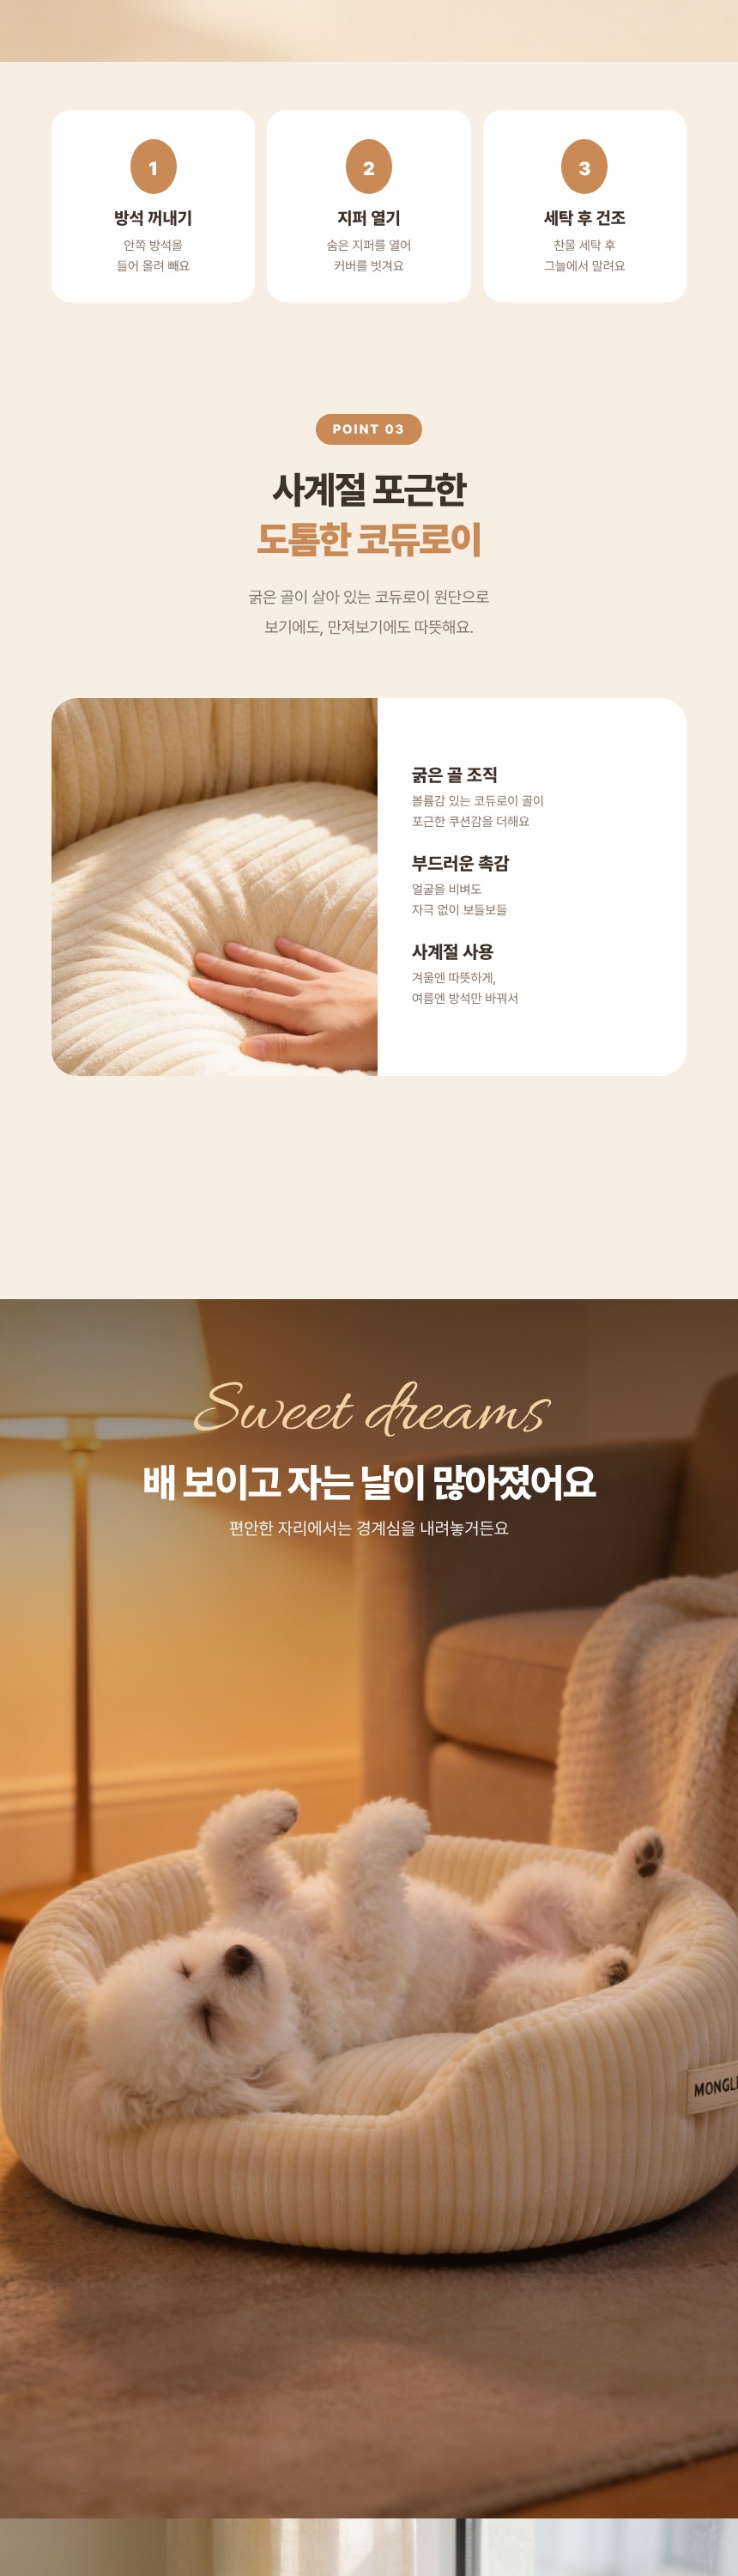 1
방석 꺼내기
안쪽 방석을
들어 올려 빼요
2
지퍼 열기
숨은 지퍼를 열어
커버를 벗겨요
3
세탁 후 건조
찬물 세탁 후
그늘에서 말려요
POINT 03
사계절 포근한
도톰한 코듀로이
굵은 골이 살아 있는 코듀로이 원단으로
보기에도, 만져보기에도 따뜻해요.
굵은 골 조직
볼륨감 있는 코듀로이 골이
포근한 쿠션감을 더해요
부드러운 촉감
얼굴을 비벼도
자극 없이 보들보들
사계절 사용
겨울엔 따뜻하게,
여름엔 방석만 바꿔서
Sweet dreams
배 보이고 자는 날이 많아졌어요
편안한 자리에서는 경계심을 내려놓거든요